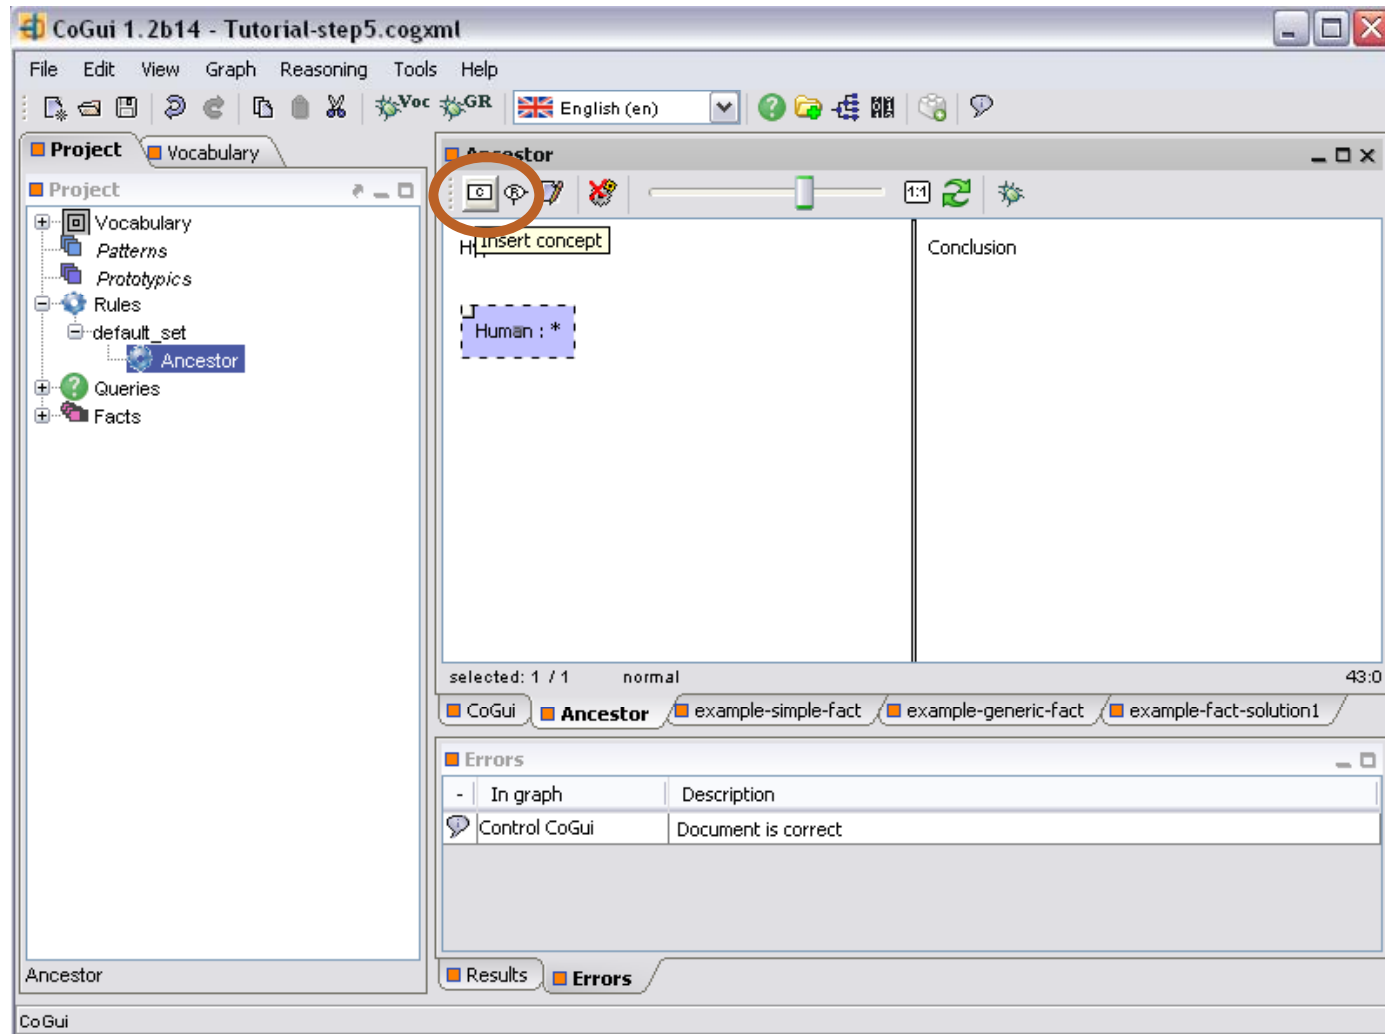 CoGui 1.2b14 - Tutorial-step5.cogxml
File Edit View Graph Reasoning Tools Help
Voc GR English (en)
Project Vocabulary
Project
Vocabulary
Patterns
Prototypics
Rules
default_set
Ancestor
Queries
Facts
Ancestor
Ancestor
C R 1:1
Insert concept
Conclusion
Human : *
selected: 1 / 1 normal 43:0
CoGui Ancestor example-simple-fact example-generic-fact example-fact-solution1
Errors
- In graph Description
Control CoGui Document is correct
Results Errors
CoGui